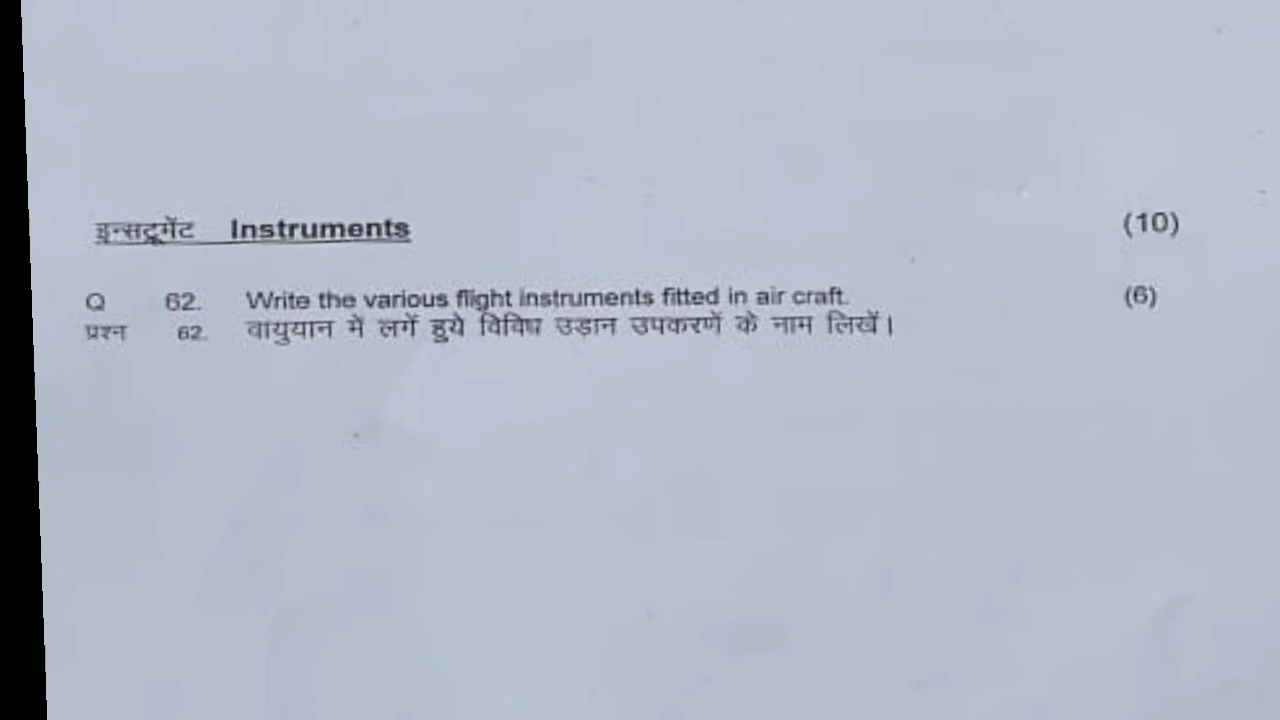 इन्सटूमेंट Instruments (10)
Q 62. Write the various flight instruments fitted in air craft. (6)
प्रश्न 62. वायुयान में लगें हुये विविध उड़ान उपकरणें के नाम लिखें।